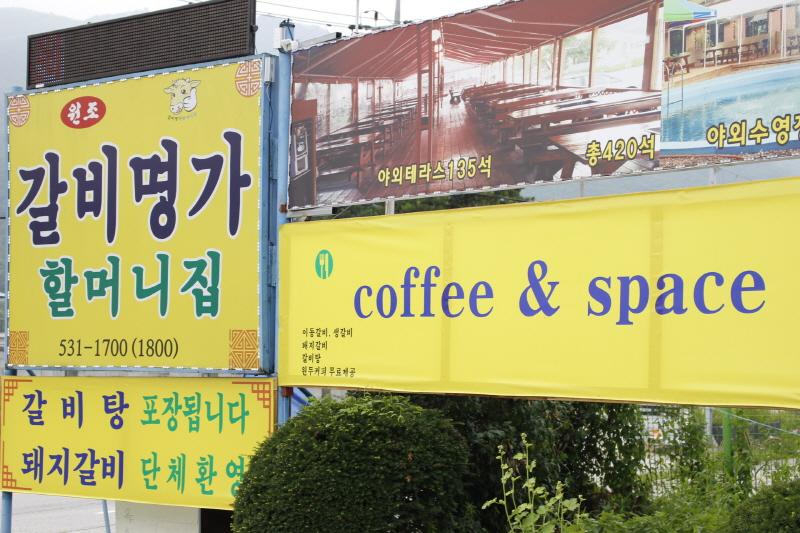 원조
갈비명가
할머니집
531-1700 (1800)
갈비탕 포장됩니다
돼지갈비 단체환영
야외테라스135석
총420석
야외수영장
coffee & space
이동갈비, 생갈비
돼지갈비
갈비탕
원두커피 무료제공